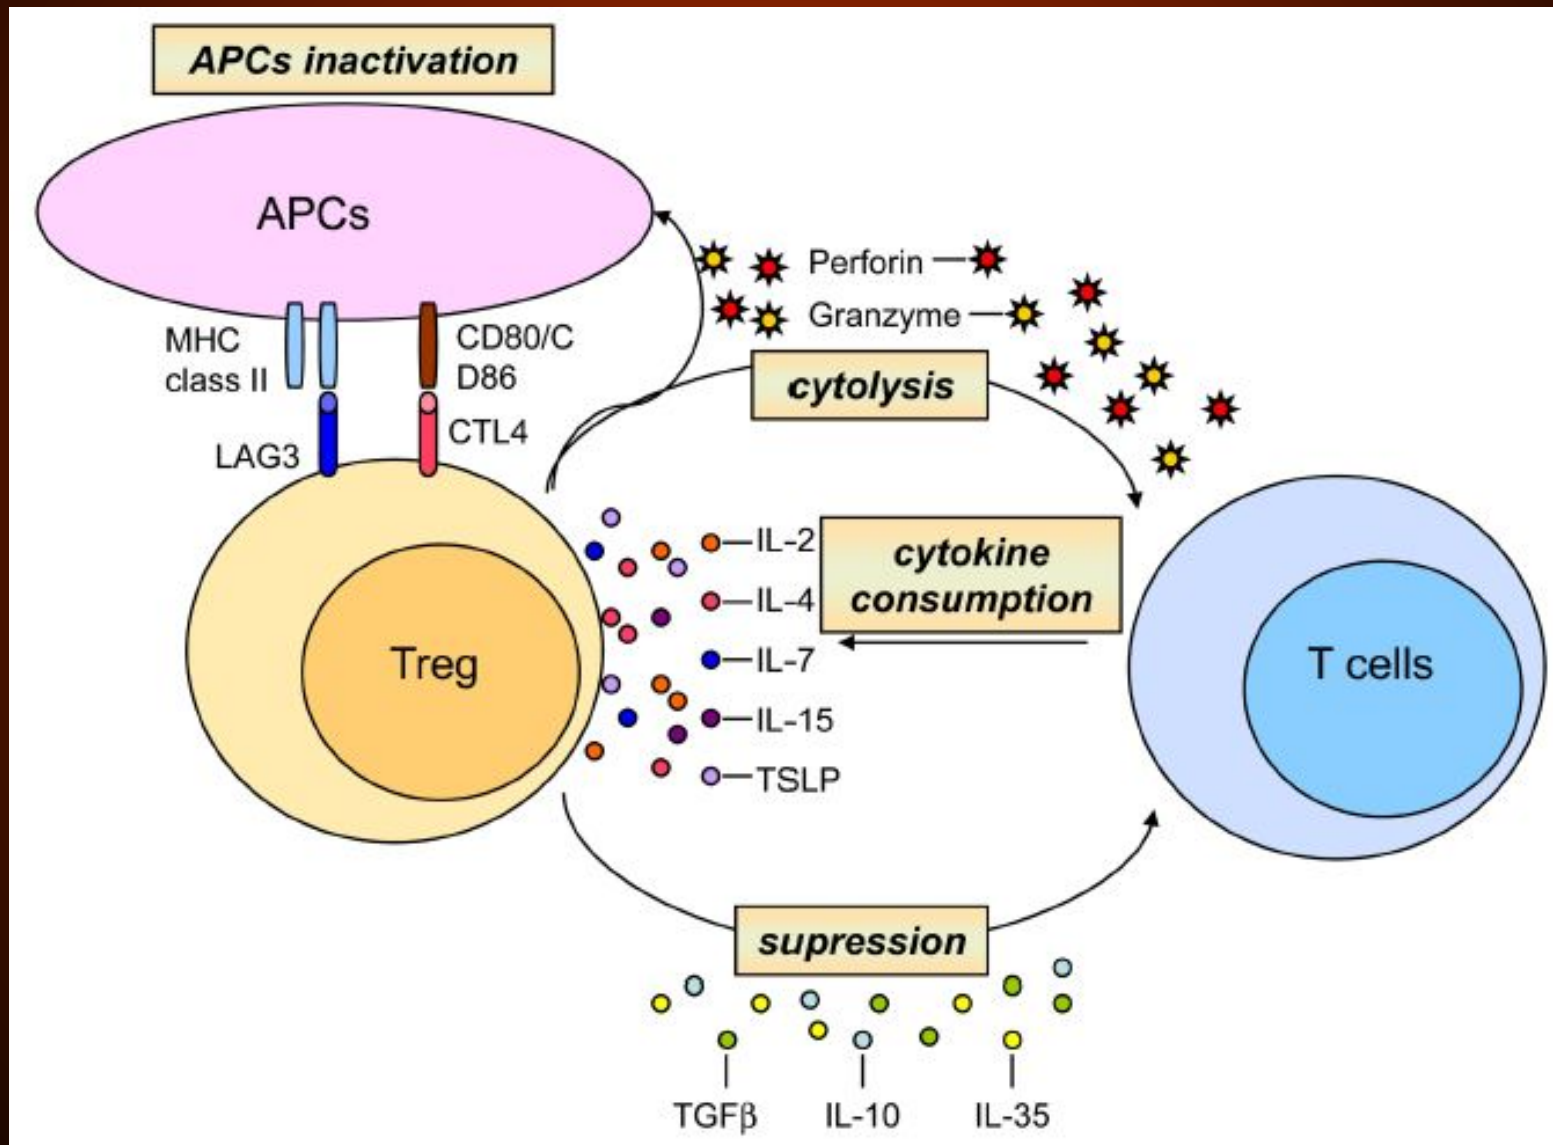 APCs inactivation
APCs
MHC
class II
CD80/C
D86
LAG3
CTL4
Perforin
Granzyme
cytolysis
IL-2
IL-4
IL-7
IL-15
TSLP
cytokine
consumption
Treg
T cells
supression
TGFβ
IL-10
IL-35